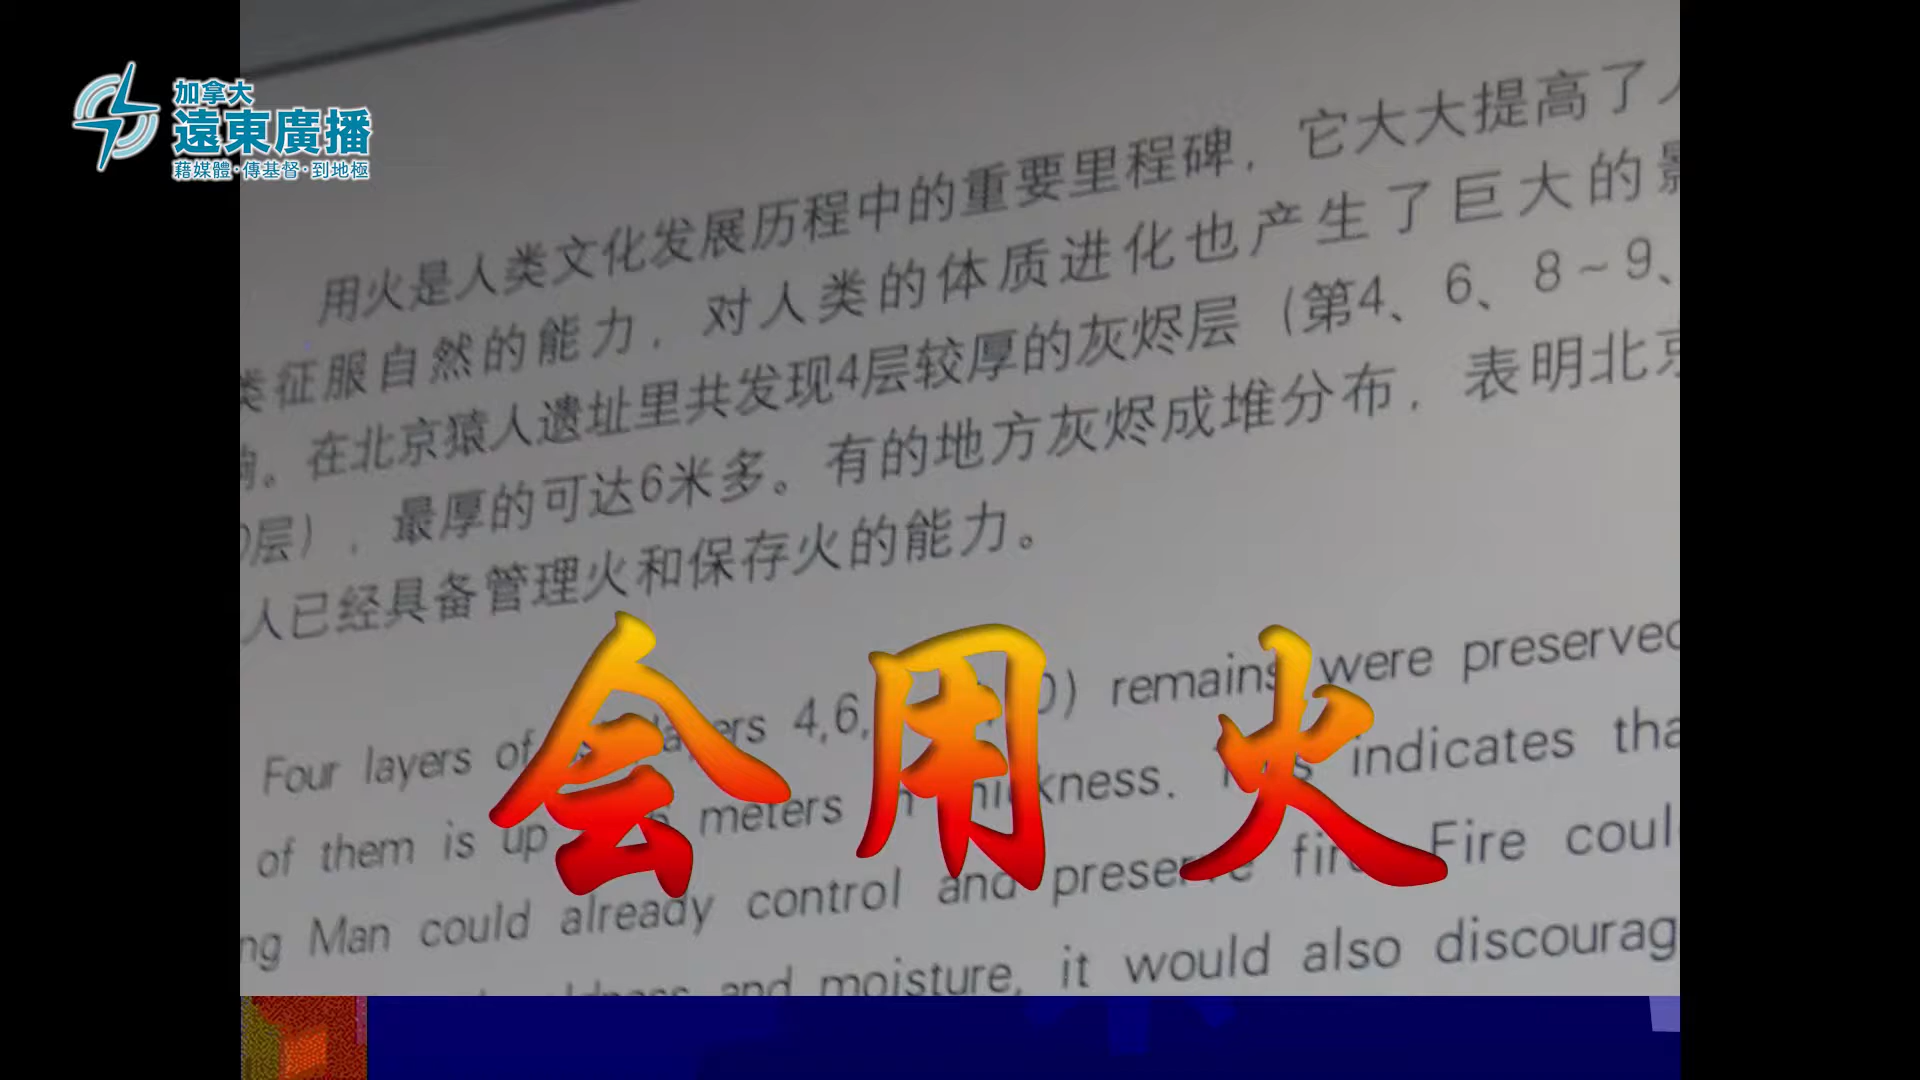 加拿大
遠東廣播
藉媒體·傳基督·到地極
用火是人类文化发展历程中的重要里程碑，它大大提高了
类征服自然的能力，对人类的体质进化也产生了巨大的影
响。在北京猿人遗址里共发现4层较厚的灰烬层（第4、6、8～9、
0层），最厚的可达6米多。有的地方灰烬成堆分布，表明北京
人已经具备管理火和保存火的能力。
会用火
Four layers of 4,6, 0) remains were preserved
of them is up meters thickness. indicates tha
ng Man could already control and preserve Fire coul
and moisture, it would also discourag